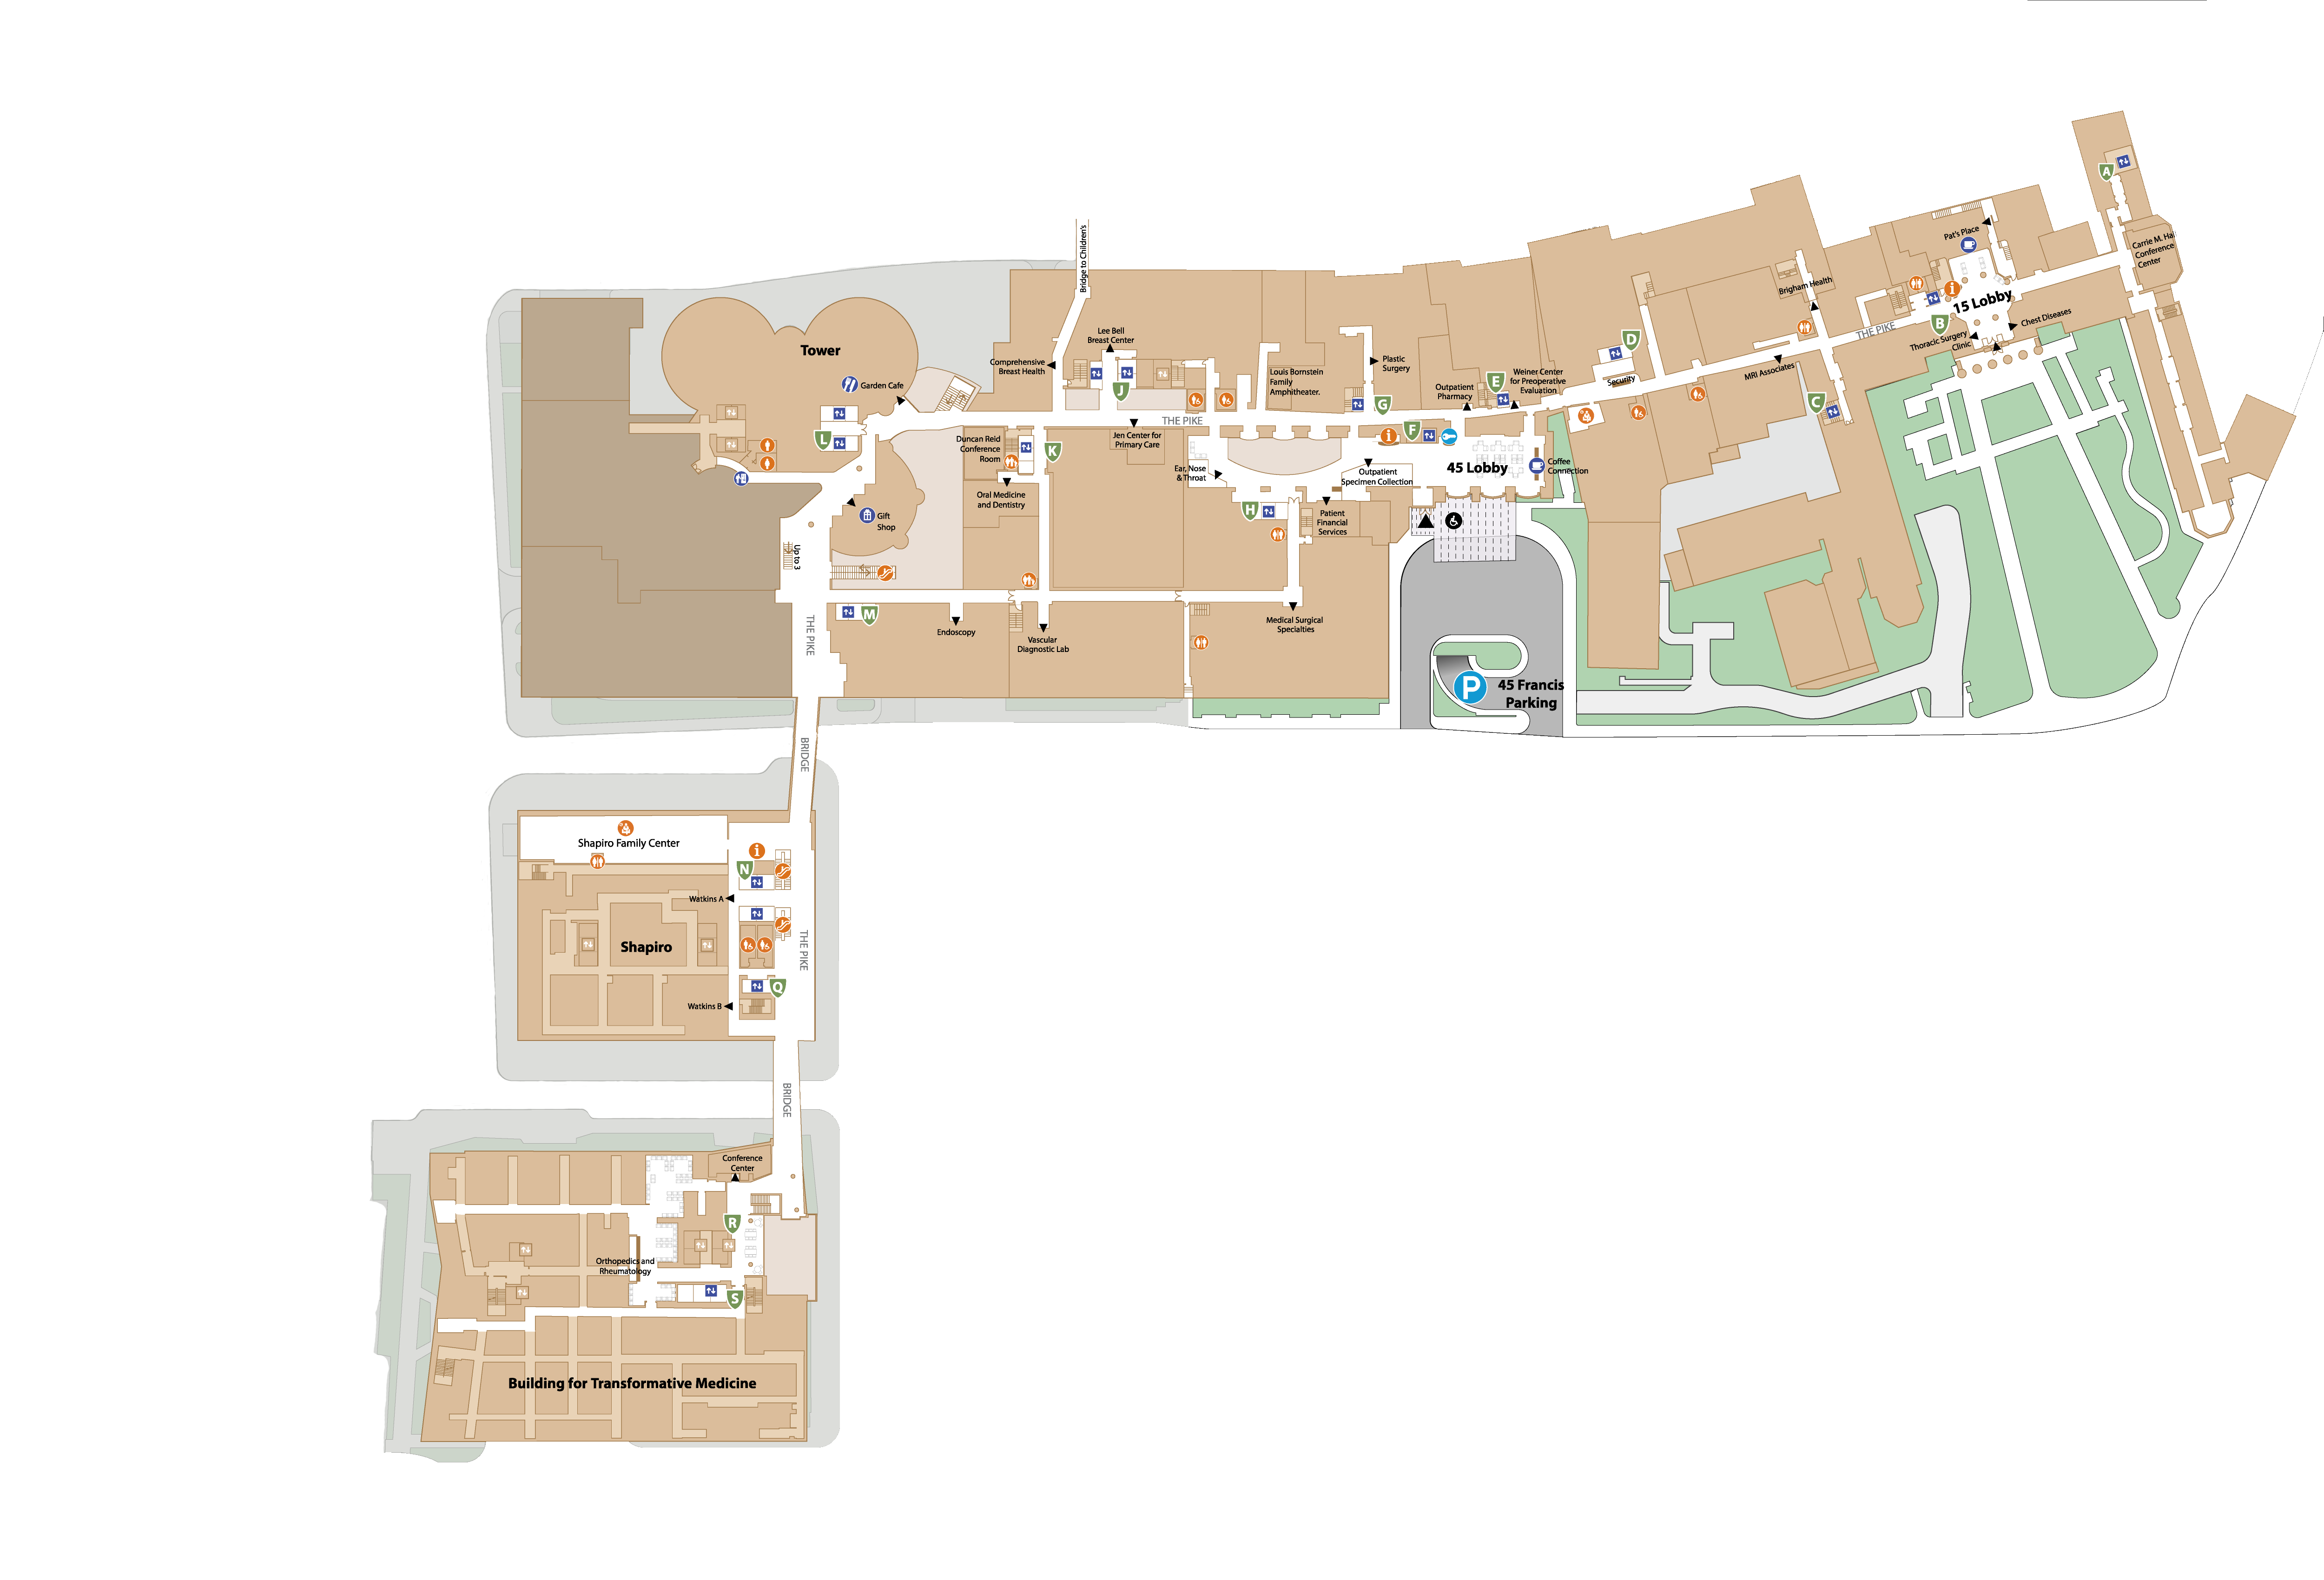 A
Carrie M. Ha
Conference
Center
Pat's Place
i
15 Lobby
B
Chest Diseases
Thoracic Surgery
Clinic
THE PIKE
Brigham Health
MRI Associates
C
D
Security
Bridge to Children's
Lee Bell
Breast Center
Comprehensive
Breast Health
J
Louis Bornstein
Family
Amphitheater.
Plastic
Surgery
G
Outpatient
Pharmacy
E
Weiner Center
for Preoperative
Evaluation
Tower
Garden Cafe
L
THE PIKE
Duncan Reid
Conference
Room
K
Jen Center for
Primary Care
i
F
45 Lobby
Coffee
Connection
Ear, Nose
& Throat
Outpatient
Specimen Collection
Oral Medicine
and Dentistry
H
Patient
Financial
Services
Gift
Shop
Up to 3
M
THE PIKE
Endoscopy
Vascular
Diagnostic Lab
Medical Surgical
Specialties
P
45 Francis
Parking
BRIDGE
Shapiro Family Center
i
N
Watkins A
Shapiro
THE PIKE
Q
Watkins B
BRIDGE
Conference
Center
R
Orthopedics and
Rheumatology
S
Building for Transformative Medicine